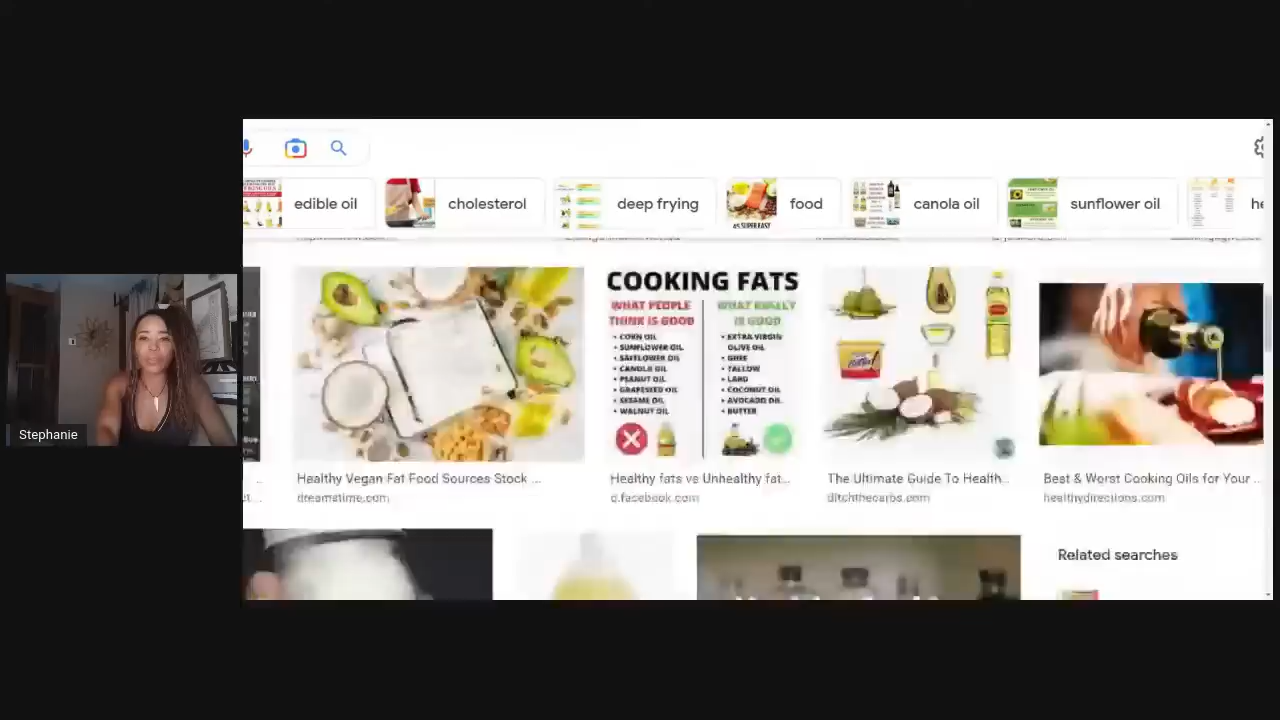 edible oil
cholesterol
deep frying
food
canola oil
sunflower oil
he
45 SUPER EASY
COOKING FATS
WHAT PEOPLE
THINK IS GOOD
• CORN OIL
• SUNFLOWER OIL
• SAFFLOWER OIL
• CANOLA OIL
• PEANUT OIL
• GRAPESEED OIL
• SESAME OIL
• WALNUT OIL
WHAT REALLY
IS GOOD
• EXTRA VIRGIN
OLIVE OIL
• GHEE
• TALLOW
• LARD
• COCONUT OIL
• AVOCADO OIL
• BUTTER
Healthy Vegan Fat Food Sources Stock ...
dreamstime.com
Healthy fats vs Unhealthy fat...
facebook.com
The Ultimate Guide To Health...
ditchthecarbs.com
Best & Worst Cooking Oils for Your ...
healthydirections.com
Related searches
Stephanie